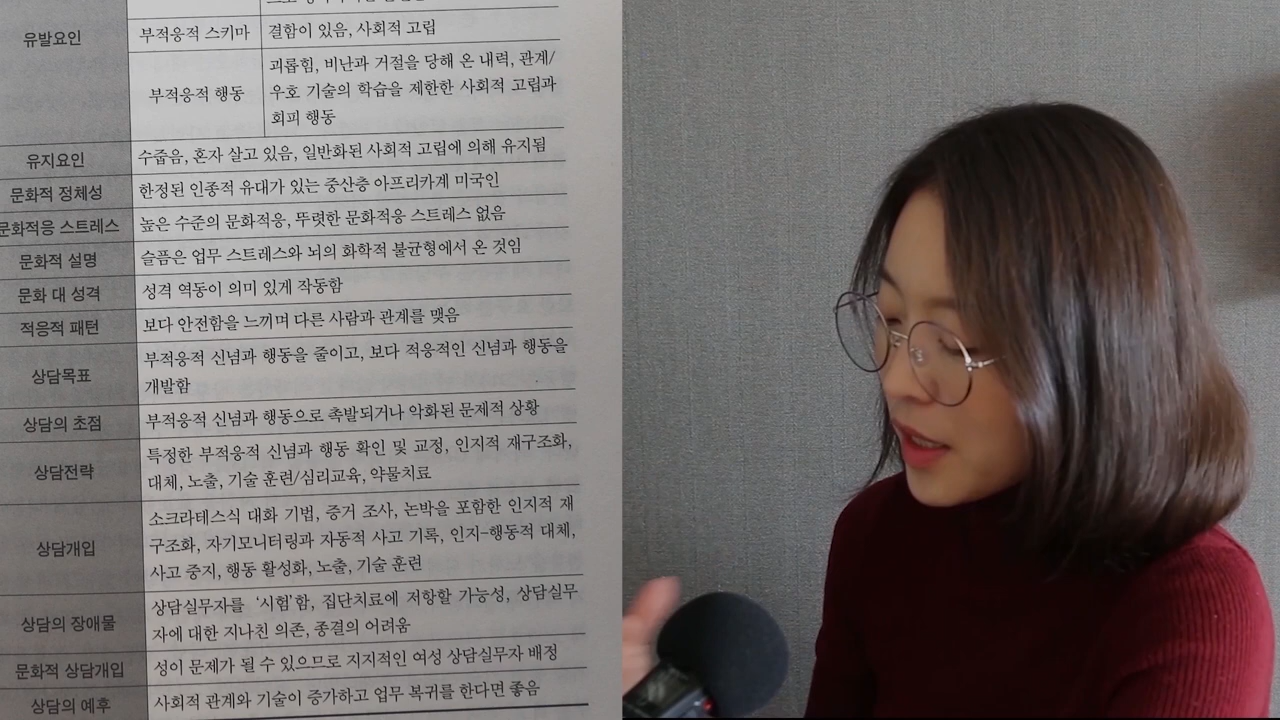 유발요인
부적응적 스키마
결함이 있음, 사회적 고립
부적응적 행동
괴롭힘, 비난과 거절을 당해 온 내력, 관계/
우호 기술의 학습을 제한한 사회적 고립과
회피 행동
유지요인
수줍음, 혼자 살고 있음, 일반화된 사회적 고립에 의해 유지됨
문화적 정체성
한정된 인종적 유대가 있는 중산층 아프리카계 미국인
문화적응 스트레스
높은 수준의 문화적응, 뚜렷한 문화적응 스트레스 없음
문화적 설명
슬픔은 업무 스트레스와 뇌의 화학적 불균형에서 온 것임
문화 대 성격
성격 역동이 의미 있게 작동함
적응적 패턴
보다 안전함을 느끼며 다른 사람과 관계를 맺음
상담목표
부적응적 신념과 행동을 줄이고, 보다 적응적인 신념과 행동을
개발함
상담의 초점
부적응적 신념과 행동으로 촉발되거나 악화된 문제적 상황
상담전략
특정한 부적응적 신념과 행동 확인 및 교정, 인지적 재구조화,
대체, 노출, 기술 훈련/심리교육, 약물치료
상담개입
소크라테스식 대화 기법, 증거 조사, 논박을 포함한 인지적 재
구조화, 자기모니터링과 자동적 사고 기록, 인지-행동적 대체,
사고 중지, 행동 활성화, 노출, 기술 훈련
상담의 장애물
상담실무자를 ‘시험’함, 집단치료에 저항할 가능성, 상담실무
자에 대한 지나친 의존, 종결의 어려움
문화적 상담개입
성이 문제가 될 수 있으므로 지지적인 여성 상담실무자 배정
상담의 예후
사회적 관계와 기술이 증가하고 업무 복귀를 한다면 좋음